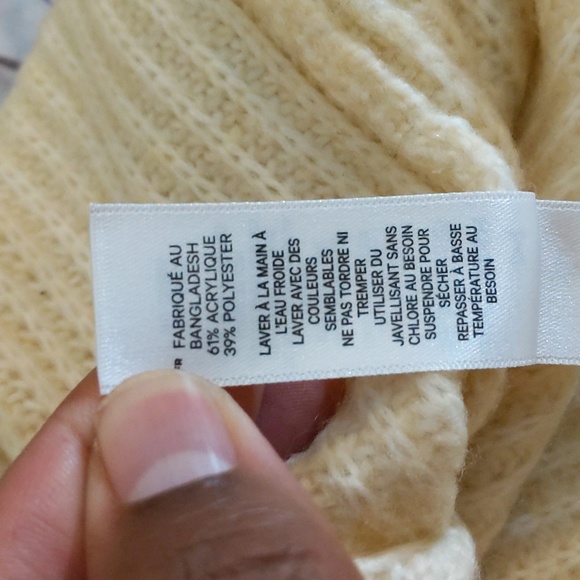 FR
FABRIQUÉ AU
BANGLADESH
61% ACRYLIQUE
39% POLYESTER
LAVER À LA MAIN À
L'EAU FROIDE
LAVER AVEC DES
COULEURS
SEMBLABLES
NE PAS TORDRE NI
TREMPER
UTILISER DU
JAVELLISANT SANS
CHLORE AU BESOIN
SUSPENDRE POUR
SÉCHER
REPASSER À BASSE
TEMPÉRATURE AU
BESOIN